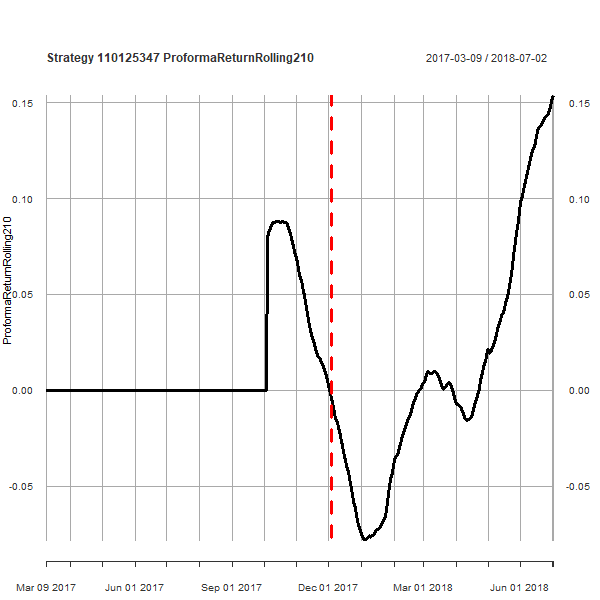 Strategy 110125347 ProformaReturnRolling210
2017-03-09 / 2018-07-02
ProformaReturnRolling210
0.15
0.10
0.05
0.00
-0.05
0.15
0.10
0.05
0.00
-0.05
Mar 09 2017
Jun 01 2017
Sep 01 2017
Dec 01 2017
Mar 01 2018
Jun 01 2018